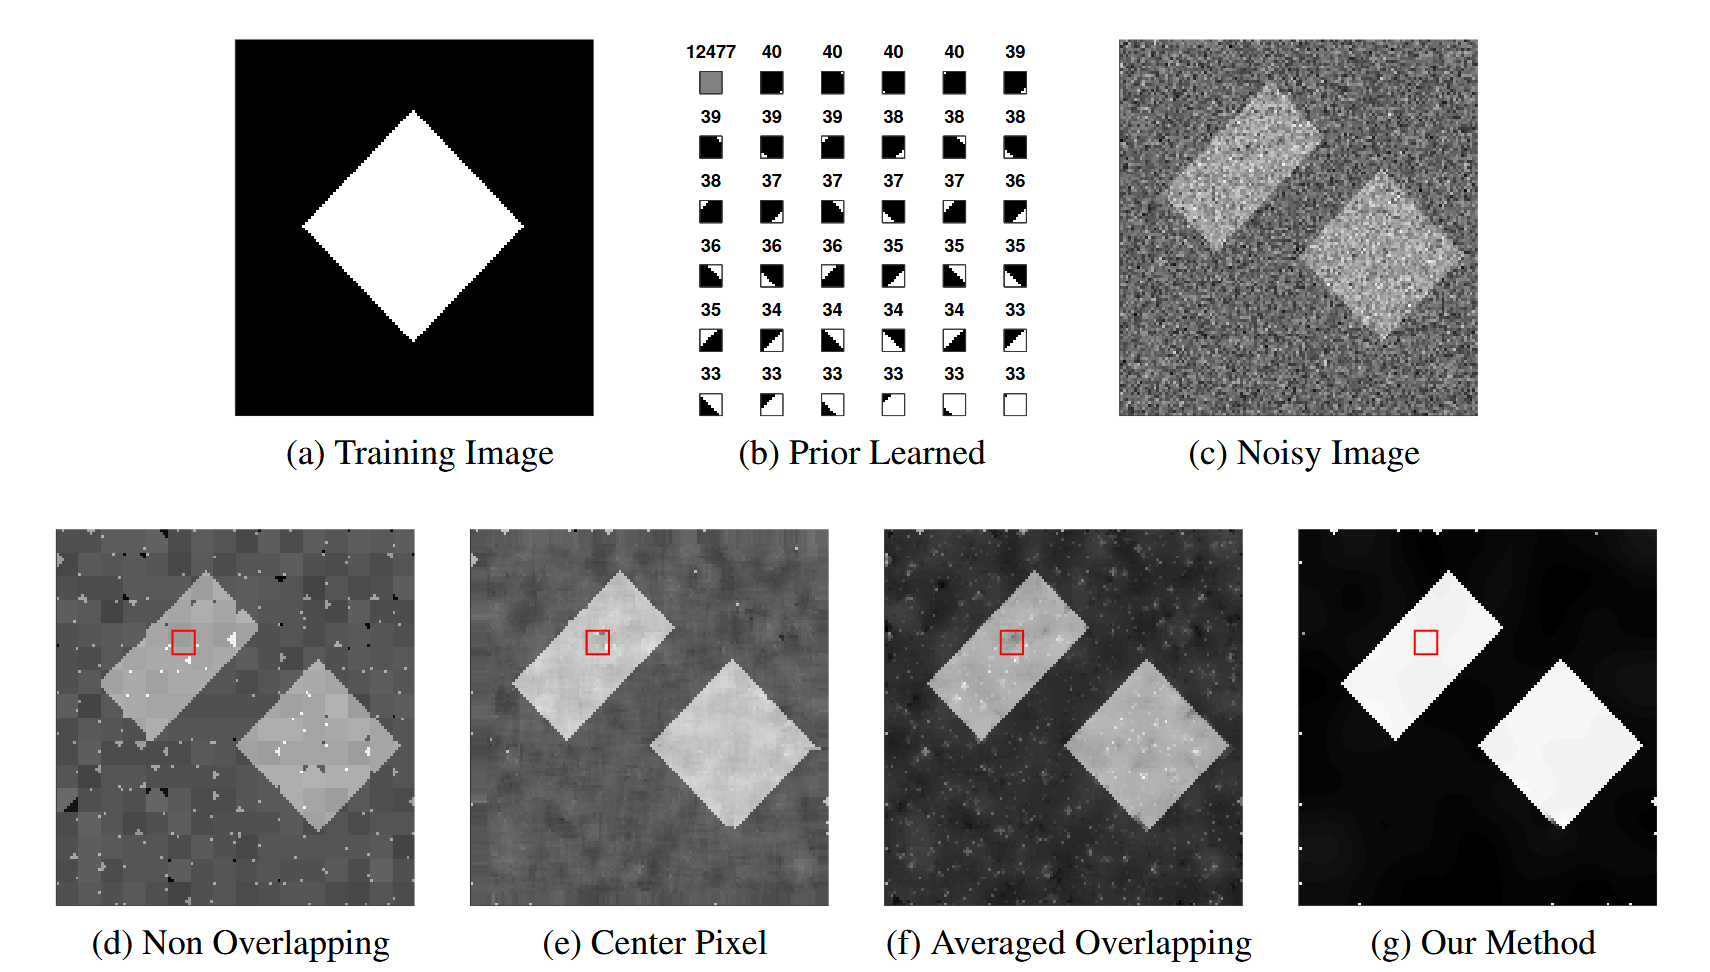 12477 40 40 40 40 39
39 39 39 38 38 38
38 37 37 37 37 36
36 36 36 35 35 35
35 34 34 34 34 33
33 33 33 33 33 33
(a) Training Image
(b) Prior Learned
(c) Noisy Image
(d) Non Overlapping
(e) Center Pixel
(f) Averaged Overlapping
(g) Our Method